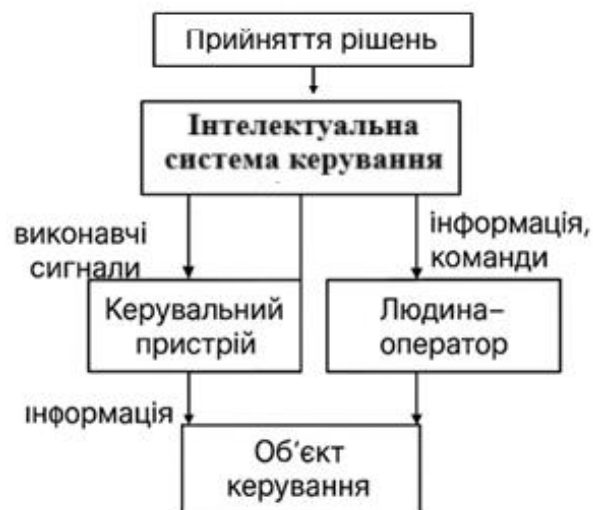 Прийняття рішень
Інтелектуальна
система керування
виконавчі
сигнали
інформація,
команди
Керувальний
пристрій
Людина–
оператор
інформація
Об'єкт
керування